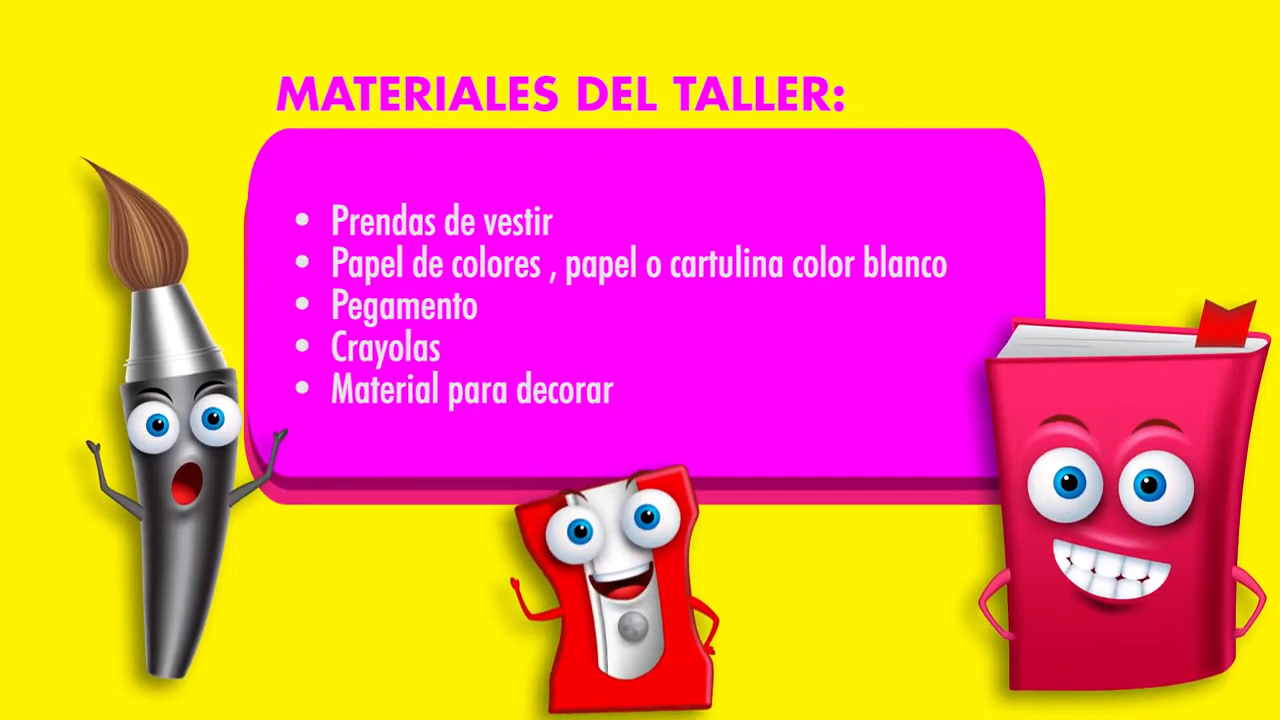 MATERIALES DEL TALLER:
• Prendas de vestir
• Papel de colores , papel o cartulina color blanco
• Pegamento
• Crayolas
• Material para decorar